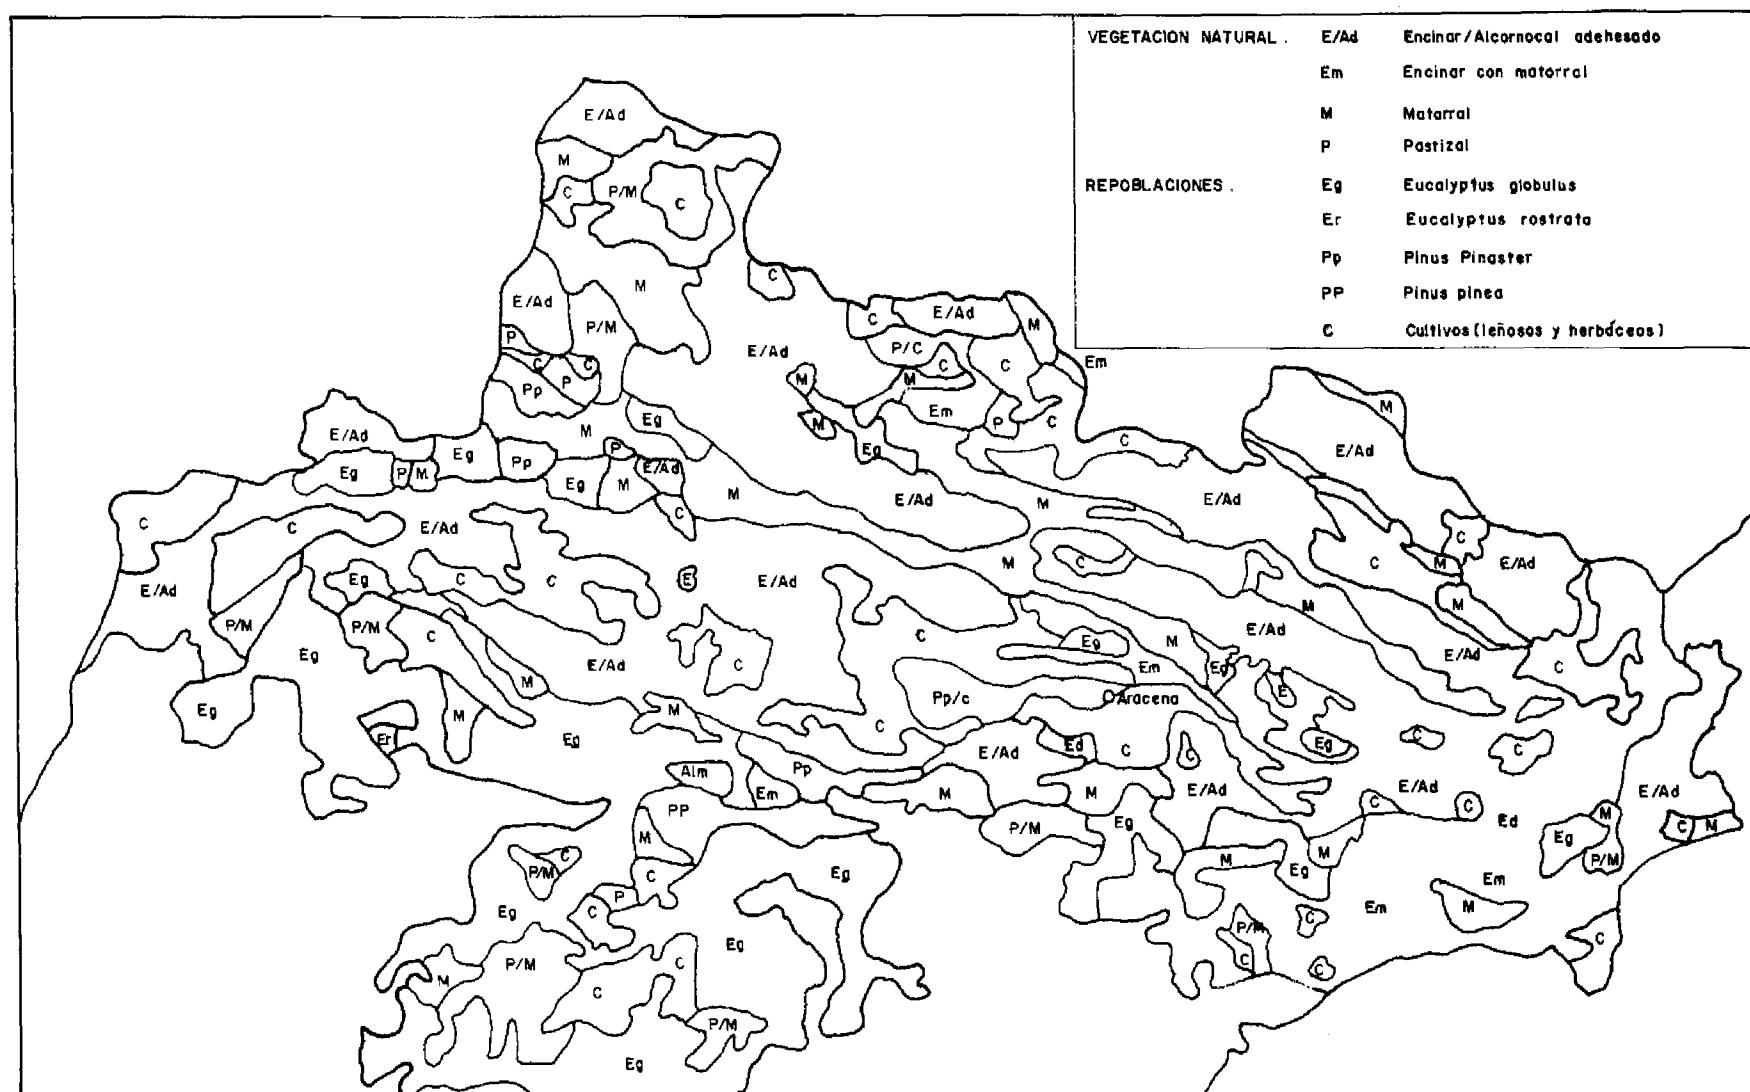 VEGETACION NATURAL . E/Ad Encinar/Alcornocal adehesado
Em Encinar con matorral
M Matarral
P Pastizal
REPOBLACIONES . Eg Eucalyptus globulus
Er Eucalyptus rostrata
Pp Pinus Pinaster
PP Pinus pinea
C Cultivos (leñosos y herbáceos)
E/Ad
M
C P/M C
M C
E/Ad P/M
C E/Ad M
P P/C
E/Ad C Em
C C M C
Pp P M
Em M
Eg P C M
E/Ad M M C
Eg Pp P Eg
Eg P M E/Ad E/Ad
Eg M M E/Ad M E/Ad
C C E/Ad C C
M C C M E/Ad
Eg C C E E/Ad
E/Ad M M
P/M P/M C C Eg M E/Ad
Eg E/Ad C Em Eg E/Ad C
M Pp/c Aracena E
Eg M M
Er Eg C E/Ad Ed C C Eg C C
Alm Pp
Em M M E/Ad E/Ad E/Ad
PP C C
M P/M Eg Ed M C M
P/M C C M M Eg Eg P/M
P Eg Em
Eg C Em M
Eg P/M C
M P/M C C C C
C
P/M
Eg